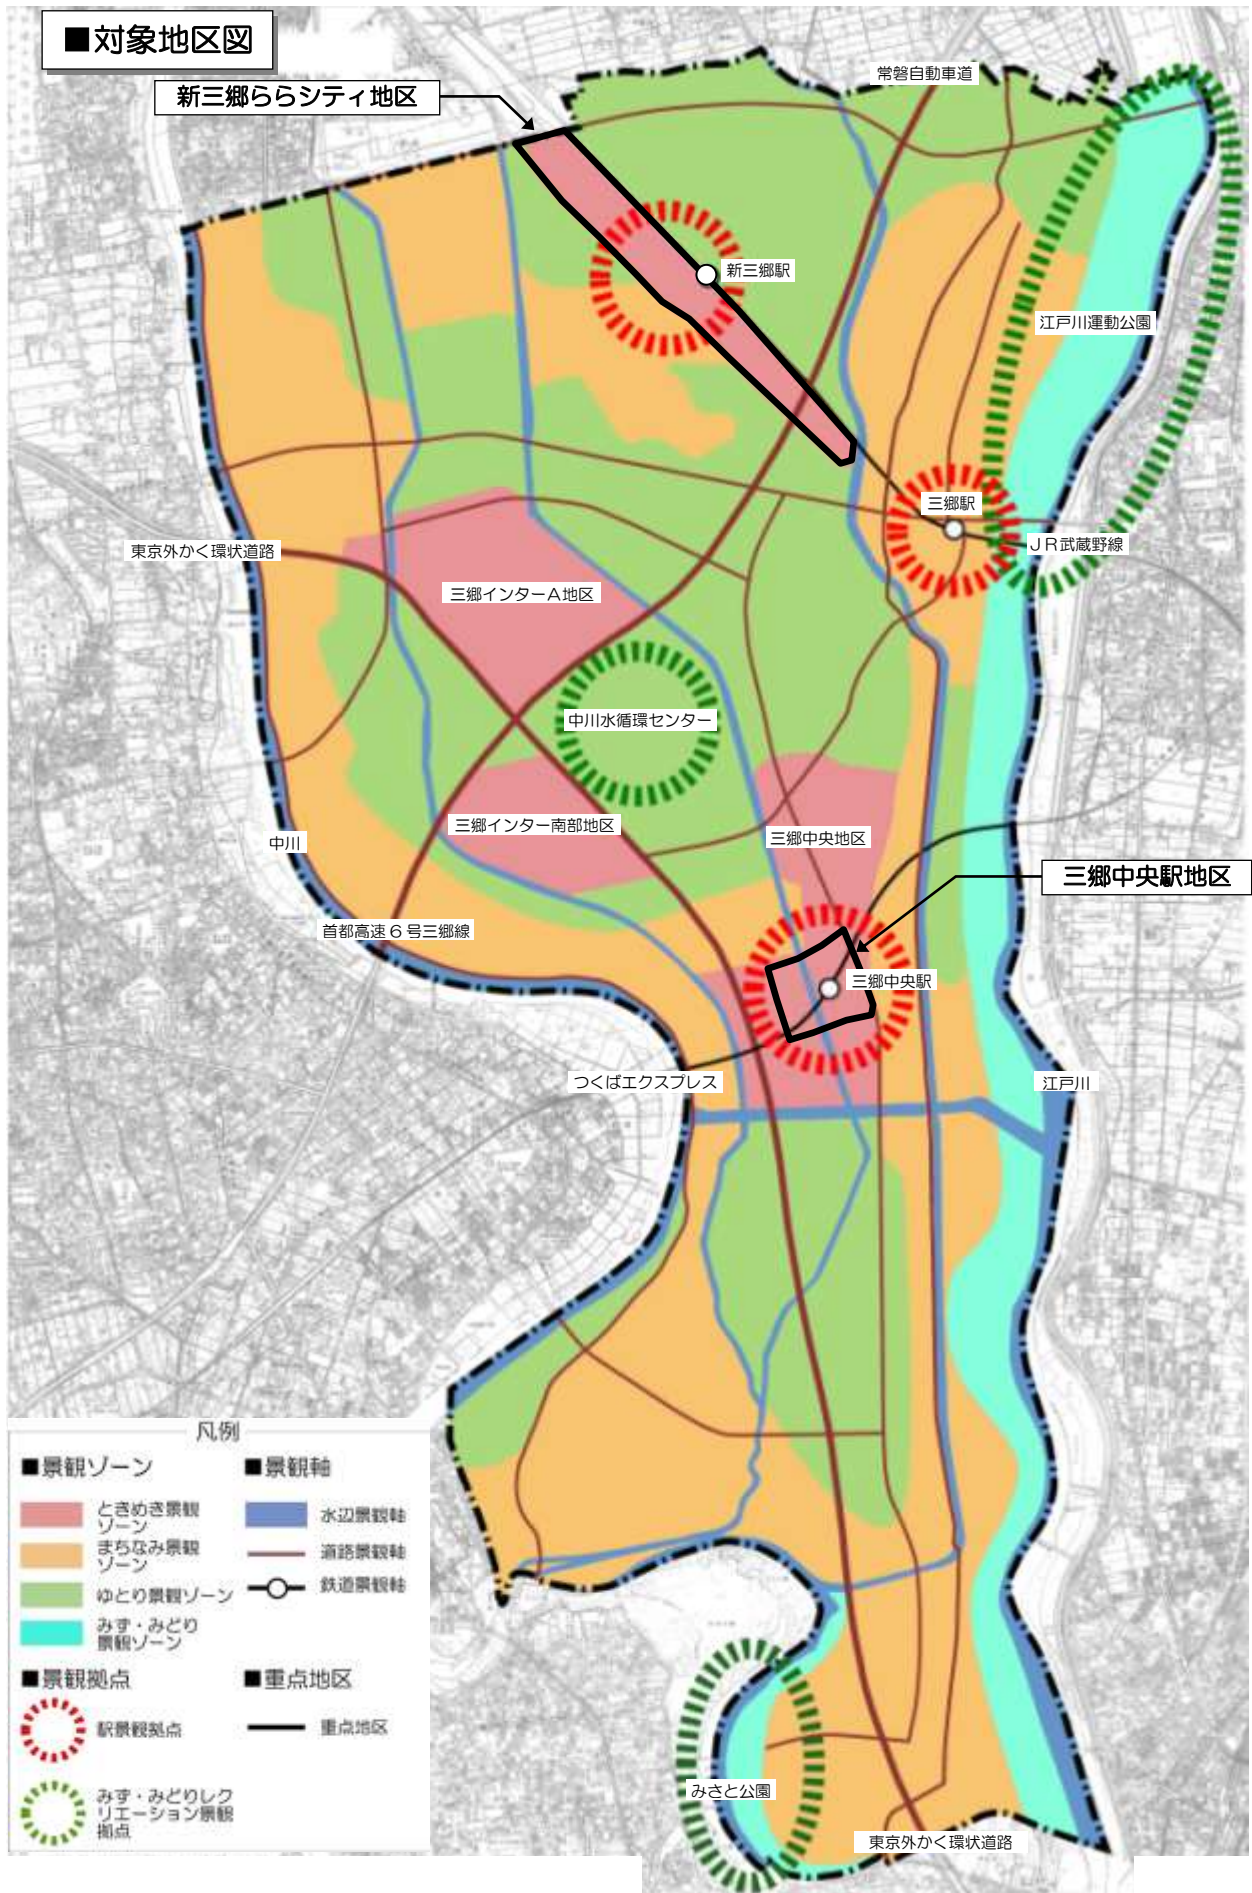 ■対象地区図
常磐自動車道
新三郷ららシティ地区
新三郷駅
江戸川運動公園
三郷駅
JR武蔵野線
東京外かく環状道路
三郷インターA地区
中川水循環センター
三郷インター南部地区
三郷中央地区
中川
三郷中央駅地区
首都高速6号三郷線
三郷中央駅
つくばエクスプレス
江戸川
凡例
■景観ゾーン
ときめき景観
ゾーン
まちなみ景観
ゾーン
ゆとり景観ゾーン
みず・みどり
景観ゾーン
■景観軸
水辺景観軸
道路景観軸
鉄道景観軸
■景観拠点
駅景観拠点
みず・みどりレク
リエーション景観
拠点
■重点地区
重点地区
みさと公園
東京外かく環状道路